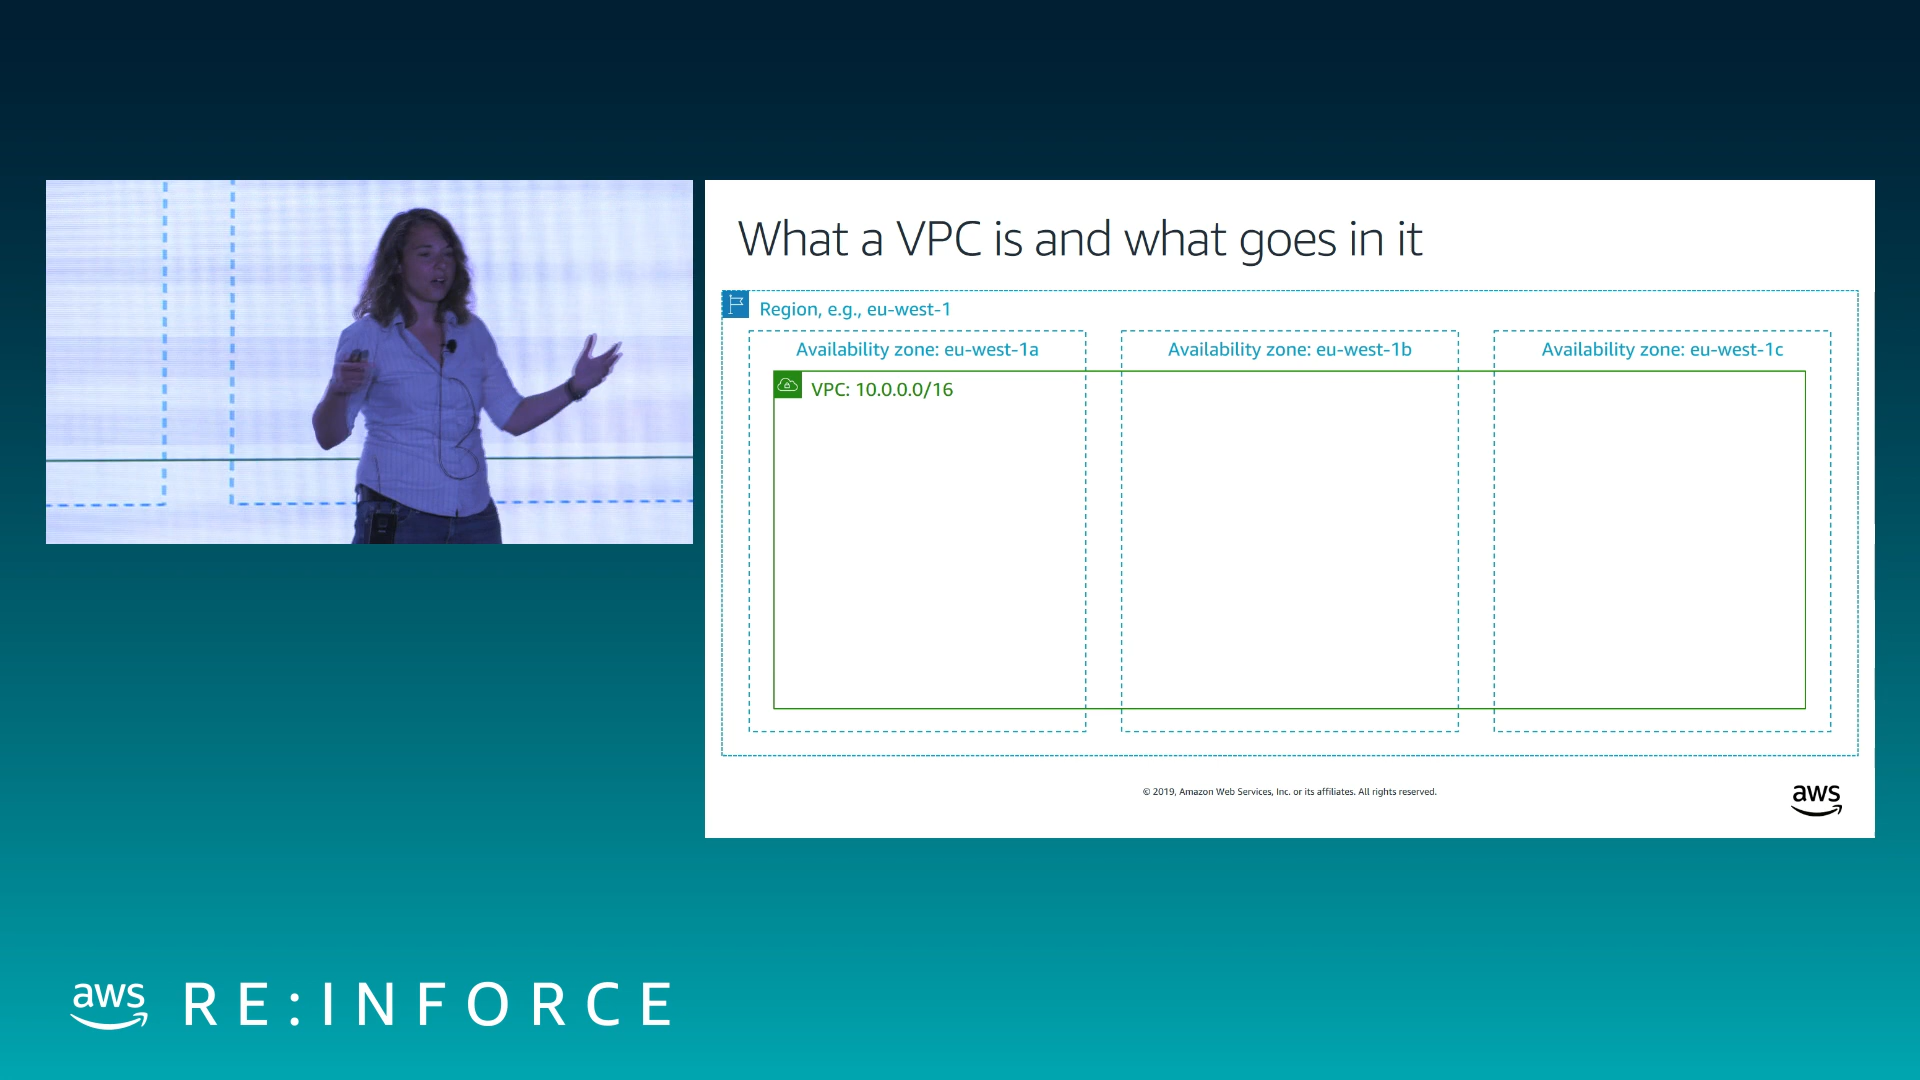 What a VPC is and what goes in it
Region, e.g., eu-west-1
Availability zone: eu-west-1a
Availability zone: eu-west-1b
Availability zone: eu-west-1c
VPC: 10.0.0.0/16
© 2019, Amazon Web Services, Inc. or its affiliates. All rights reserved.
aws
aws RE:INFORCE